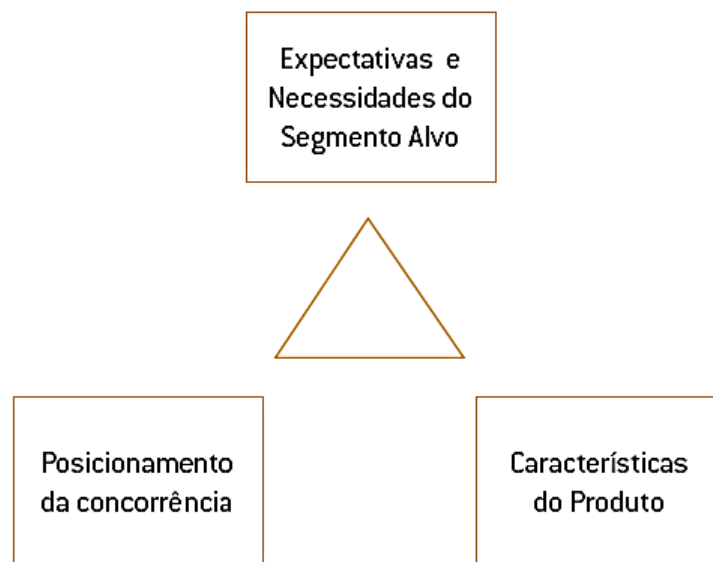 Expectativas e
Necessidades do
Segmento Alvo
Posicionamento
da concorrência
Características
do Produto